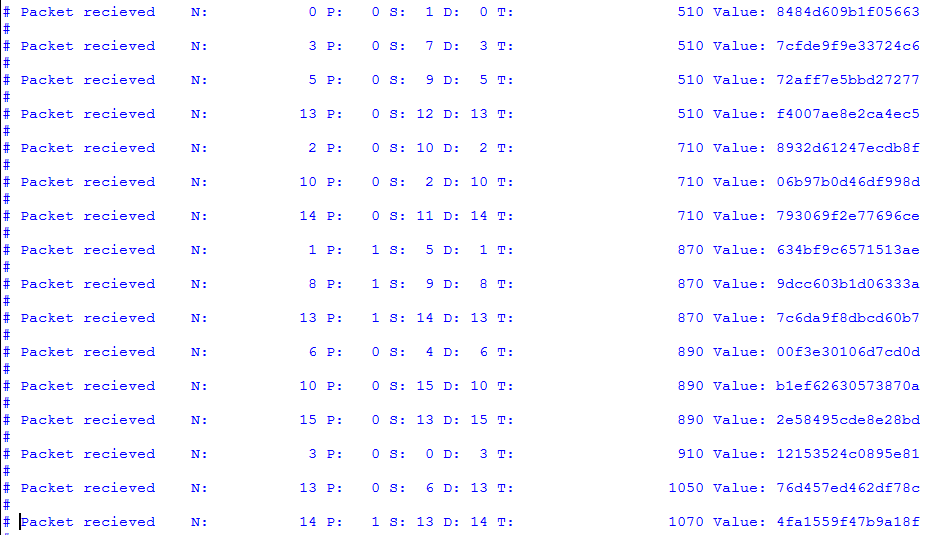 # Packet recieved    N:           0 P:   0 S:  1 D:  0 T:                  510 Value: 8484d609b1f05663
#
# Packet recieved    N:           3 P:   0 S:  7 D:  3 T:                  510 Value: 7cfde9f9e33724c6
#
# Packet recieved    N:           5 P:   0 S:  9 D:  5 T:                  510 Value: 72aff7e5bbd27277
#
# Packet recieved    N:          13 P:   0 S: 12 D: 13 T:                  510 Value: f4007ae8e2ca4ec5
#
# Packet recieved    N:           2 P:   0 S: 10 D:  2 T:                  710 Value: 8932d61247ecdb8f
#
# Packet recieved    N:          10 P:   0 S:  2 D: 10 T:                  710 Value: 06b97b0d46df998d
#
# Packet recieved    N:          14 P:   0 S: 11 D: 14 T:                  710 Value: 793069f2e77696ce
#
# Packet recieved    N:           1 P:   1 S:  5 D:  1 T:                  870 Value: 634bf9c6571513ae
#
# Packet recieved    N:           8 P:   1 S:  9 D:  8 T:                  870 Value: 9dcc603b1d06333a
#
# Packet recieved    N:          13 P:   1 S: 14 D: 13 T:                  870 Value: 7c6da9f8dbcd60b7
#
# Packet recieved    N:           6 P:   0 S:  4 D:  6 T:                  890 Value: 00f3e30106d7cd0d
#
# Packet recieved    N:          10 P:   0 S: 15 D: 10 T:                  890 Value: b1ef62630573870a
#
# Packet recieved    N:          15 P:   0 S: 13 D: 15 T:                  890 Value: 2e58495cde8e28bd
#
# Packet recieved    N:           3 P:   0 S:  0 D:  3 T:                  910 Value: 12153524c0895e81
#
# Packet recieved    N:          13 P:   0 S:  6 D: 13 T:                 1050 Value: 76d457ed462df78c
#
# Packet recieved    N:          14 P:   1 S: 13 D: 14 T:                 1070 Value: 4fa1559f47b9a18f
#